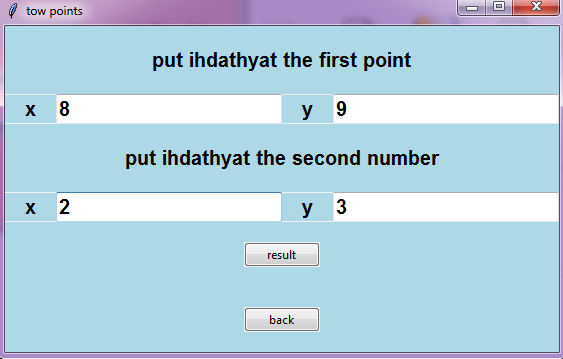 tow points
put ihdathyat the first point
x 8 y 9
put ihdathyat the second number
x 2 y 3
result
back